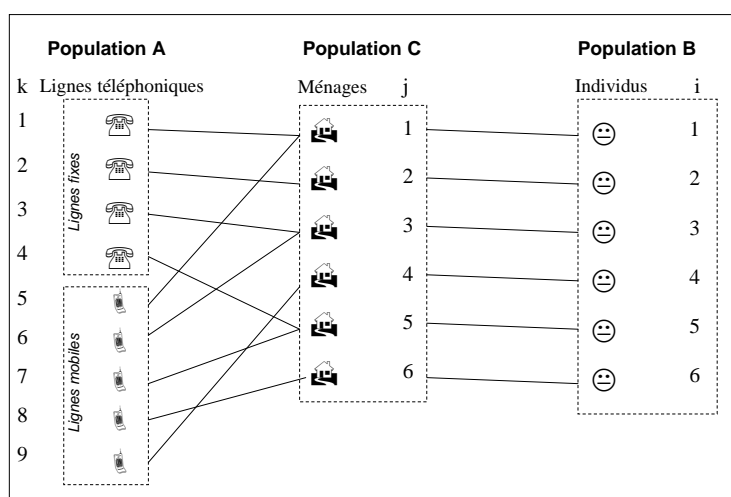 Population A Population C Population B
k Lignes téléphoniques Ménages j Individus i
Lignes fixes
Lignes mobiles
1 1 1
2 2 2
3 3 3
4 4 4
5 5 5
6 6 6
7
8
9